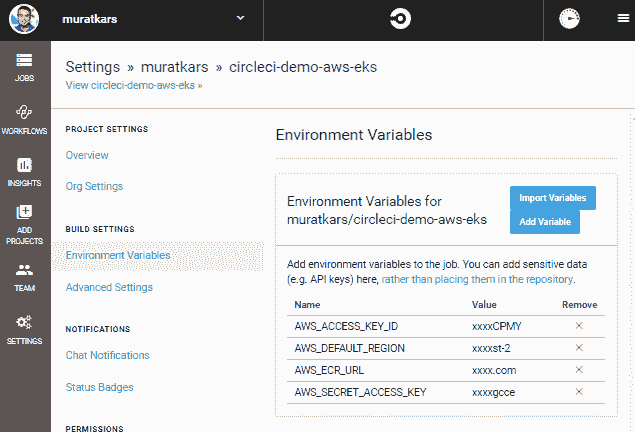 muratkars
JOBS
WORKFLOWS
INSIGHTS
ADD
PROJECTS
TEAM
SETTINGS
Settings » muratkars » circleci-demo-aws-eks
View circleci-demo-aws-eks »
PROJECT SETTINGS
Overview
Org Settings
BUILD SETTINGS
Environment Variables
Advanced Settings
NOTIFICATIONS
Chat Notifications
Status Badges
PERMISSIONS
Environment Variables
Environment Variables for
muratkars/circleci-demo-aws-eks
Import Variables
Add Variable
Add environment variables to the job. You can add sensitive data
(e.g. API keys) here, rather than placing them in the repository.
Name Value Remove
AWS_ACCESS_KEY_ID xxxxCPMY ×
AWS_DEFAULT_REGION xxxxst-2 ×
AWS_ECR_URL xxxx.com ×
AWS_SECRET_ACCESS_KEY xxxxgcce ×